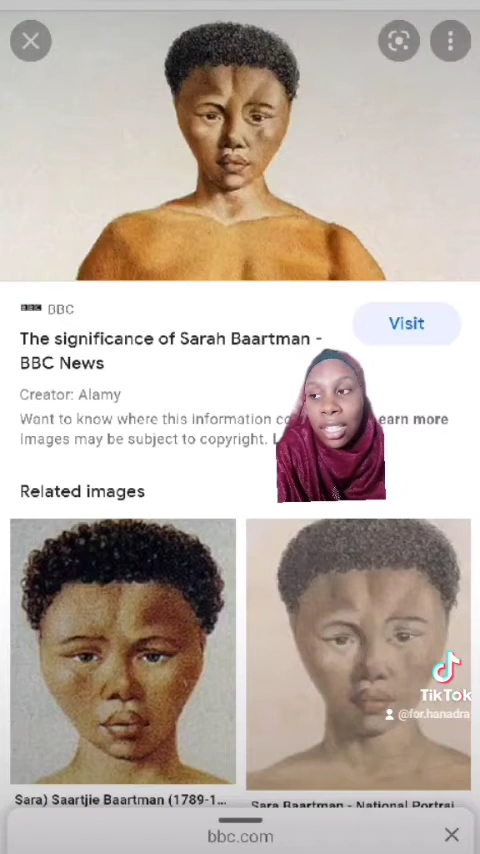 BBC BBC
The significance of Sarah Baartman -
BBC News
Visit
Creator: Alamy
Want to know where this information co earn more
Images may be subject to copyright. L
Related images
TikTok
@for.hanadra
Sara) Saartjie Baartman (1789-1...
Sara Baartman - National Portrai
bbc.com